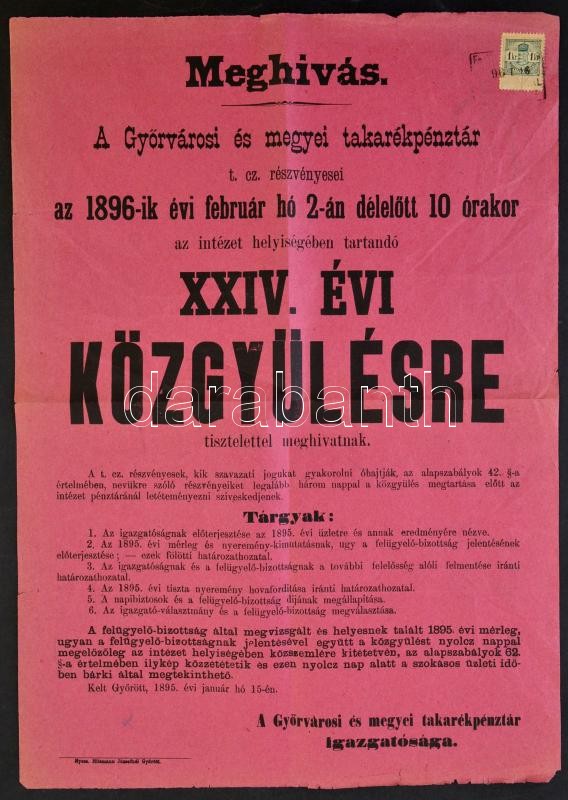 Meghivás.
1 kr 1 kr
96
A Győrvárosi és megyei takarékpénztár
t. cz. részvényesei
az 1896-ik évi február hó 2-án délelőtt 10 órakor
az intézet helyiségében tartandó
XXIV. ÉVI
KÖZGYÜLÉSRE
darabanth
tisztelettel meghivatnak.
A t. cz. részvényesek, kik szavazati jogukat gyakorolni óhajtják, az alapszabályok 42. §-a
értelmében, nevükre szóló részvényeiket legalább három nappal a közgyülés megtartása előtt az
intézet pénztáránál letéteményezni sziveskedjenek.
Tárgyak:
1. Az igazgatóságnak előterjesztése az 1895. évi üzletre és annak eredményére nézve.
2. Az 1895. évi mérleg és nyeremény-kimutatásnak, ugy a felügyelő-bizottság jelentésének
előterjesztése; — ezek fölötti határozathozatal.
3. Az igazgatóságnak és a felügyelő-bizottságnak a további felelősség alóli felmentése iránti
határozathozatal.
4. Az 1895. évi tiszta nyeremény hovafordítása iránti határozathozatal.
5. A napibiztosok és a felügyelő-bizottság dijának megállapítása.
6. Az igazgató-választmány és a felügyelő-bizottság megválasztása.
A felügyelő-bizottság által megvizsgált és helyesnek talált 1895. évi mérleg,
ugyan a felügyelő-bizottságnak jelentésével együtt a közgyülést nyolcz nappal
megelőzőleg az intézet helyiségében közszemlére kitétetvén, az alapszabályok 62.
§-a értelmében ilykép közzétetetik és ezen nyolcz nap alatt a szokásos üzleti idő-
ben bárki által megtekinthető.
Kelt Győrött, 1895. évi január hó 15-én.
A Győrvárosi és megyei takarékpénztár
igazgatósága.
Győrött.